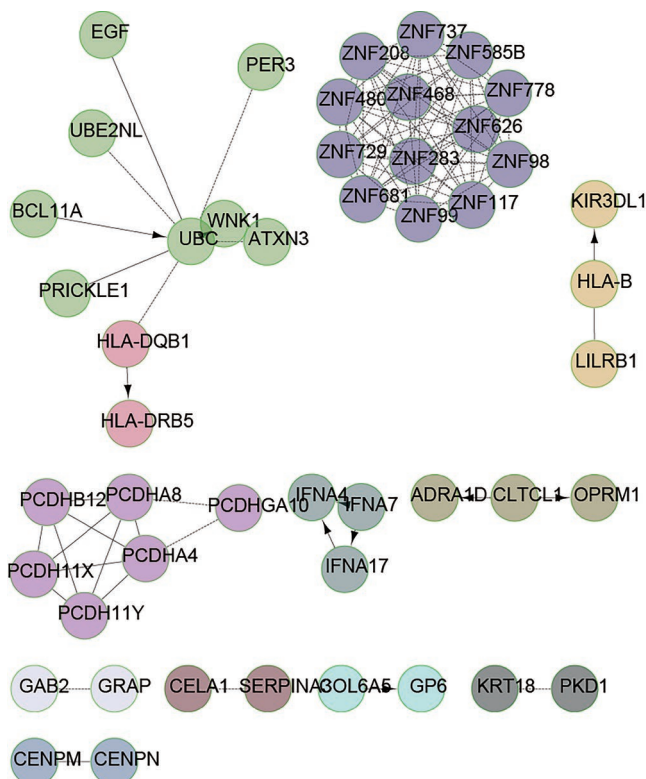 EGF
PER3
UBE2NL
BCL11A
WNK1
UBC
ATXN3
PRICKLE1
HLA-DQB1
HLA-DRB5
ZNF737
ZNF208
ZNF585B
ZNF480
ZNF468
ZNF778
ZNF626
ZNF729
ZNF283
ZNF98
ZNF681
ZNF99
ZNF117
KIR3DL1
HLA-B
LILRB1
PCDHB12
PCDHA8
PCDHGA10
PCDHA4
PCDH11X
PCDH11Y
IFNA4
IFNA7
IFNA17
ADRA1D
CLTCL1
OPRM1
GAB2
GRAP
CELA1
SERPINA3
OL6A5
GP6
KRT18
PKD1
CENPM
CENPN